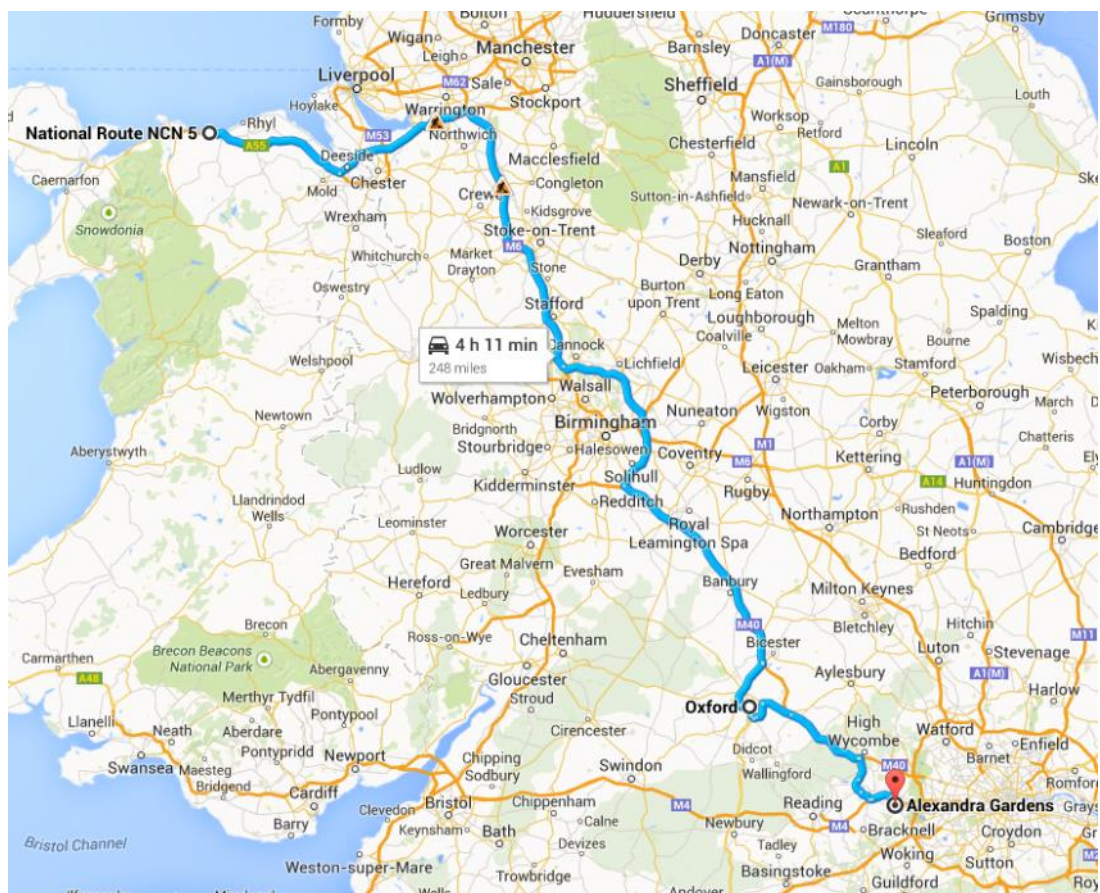 Formby
Wigan
Bolton
Huddersfield
Scunthorpe
M180
Grimsby
Leigh
Manchester
Barnsley
Doncaster
A1(M)
Liverpool
M62
Sale
Stockport
Sheffield
Gainsborough
Louth
Hoylake
Warrington
Worksop
Retford
National Route NCN 5
Rhyl
A55
M53
Northwich
Macclesfield
Chesterfield
A1
Lincoln
Deeside
Mold
Chester
Caernarfon
Snowdonia
Wrexham
Crewe
Congleton
Kidsgrove
Sutton-in-Ashfield
Mansfield
Newark-on-Trent
Hucknall
Sleaford
Boston
Whitchurch
M6
Stoke-on-Trent
Market
Drayton
Stone
Derby
Nottingham
Grantham
Oswestry
Stafford
Burton
upon Trent
Long Eaton
Loughborough
Coalville
Melton
Mowbray
Bourne
Spalding
4 h 11 min
248 miles
Cannock
Lichfield
Welshpool
Walsall
Wolverhampton
Leicester
Oakham
Stamford
Wisbech
Peterborough
March
Newtown
Bridgnorth
Birmingham
Nuneaton
Wigston
Corby
Chatteris
Aberystwyth
Stourbridge
Halesowen
Coventry
M1
M6
Kettering
A1(M)
Ludlow
Kidderminster
Solihull
Rugby
A14
Huntingdon
Llandrindod
Wells
Redditch
Royal
Leamington Spa
Rushden
Northampton
St Neots
Cambridge
Leominster
Worcester
Bedford
Great Malvern
Hereford
Ledbury
Evesham
Banbury
Milton Keynes
Bletchley
Brecon
Ross-on-Wye
Cheltenham
M40
Bicester
Hitchin
M11
Carmarthen
Brecon Beacons
National Park
Abergavenny
Gloucester
Aylesbury
Luton
Stevenage
A48
Merthyr Tydfil
Stroud
Oxford
A1(M)
Harlow
Llanelli
Neath
Aberdare
Pontypool
Cirencester
High
Wycombe
Watford
Enfield
Swansea
Maesteg
Pontypridd
Newport
Chipping
Sodbury
Didcot
Wallingford
M40
Barnet
Romford
Bridgend
Cardiff
Swindon
M4
Reading
Alexandra Gardens
London
Barry
Clevedon
Bristol
Chippenham
Calne
Newbury
M4
Bracknell
Croydon
Bristol Channel
Keynsham
Bath
Devizes
Tadley
Woking
Sutton
Weston-super-Mare
Trowbridge
Basingstoke
Guildford
Wells
Andover